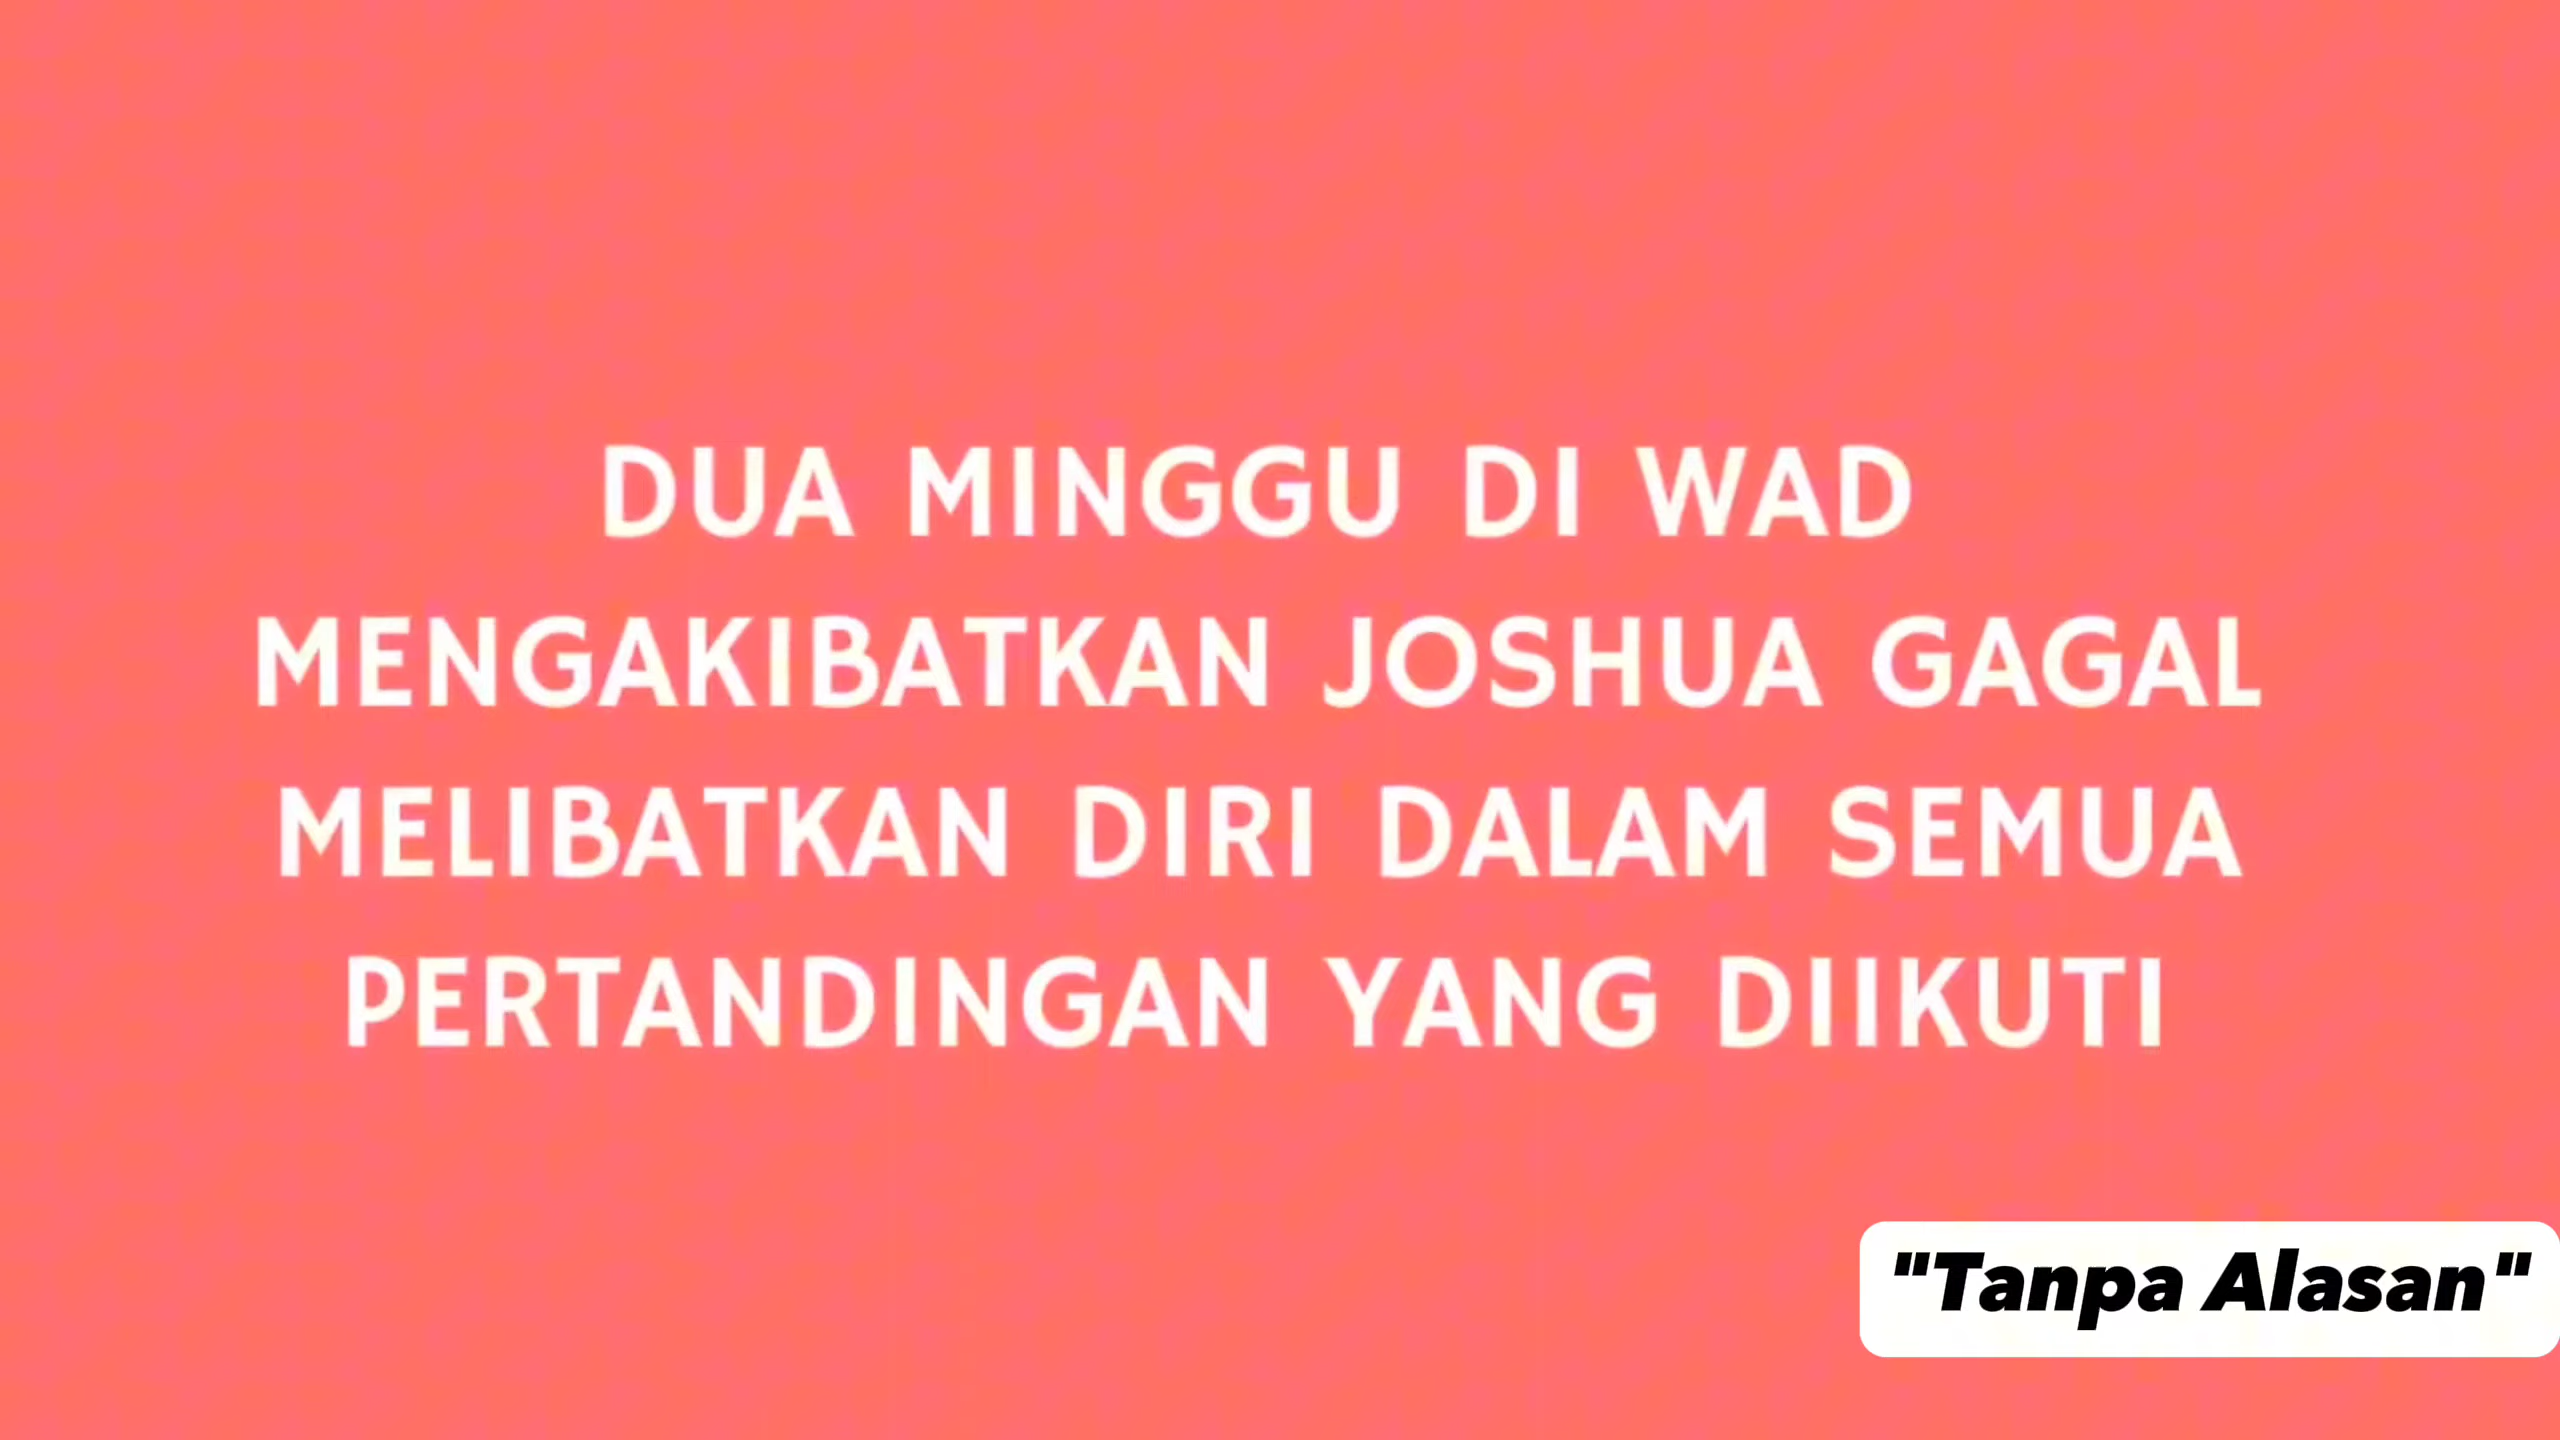 DUA MINGGU DI WAD
MENGAKIBATKAN JOSHUA GAGAL
MELIBATKAN DIRI DALAM SEMUA
PERTANDINGAN YANG DIIKUTI
"Tanpa Alasan"